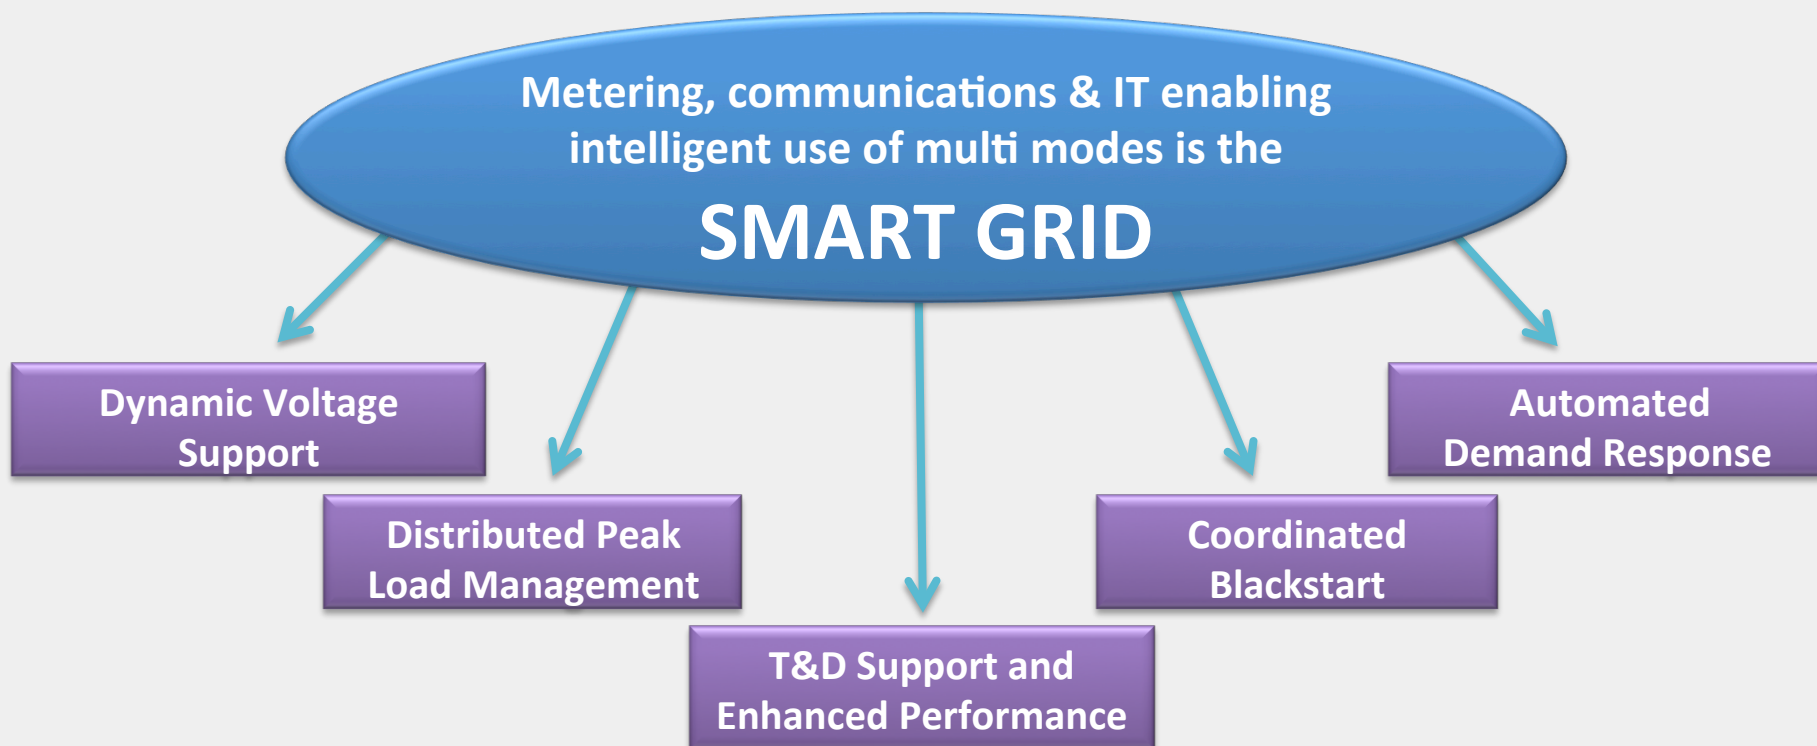 Metering, communications & IT enabling
intelligent use of multi modes is the
SMART GRID
Dynamic Voltage
Support
Distributed Peak
Load Management
T&D Support and
Enhanced Performance
Coordinated
Blackstart
Automated
Demand Response